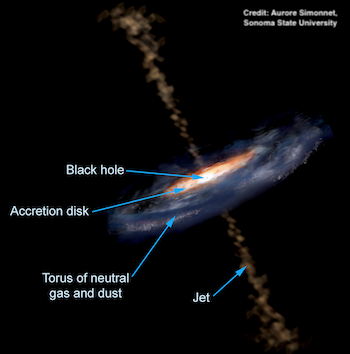 Credit: Aurore Simonnet,
Sonoma State University
Black hole
Accretion disk
Torus of neutral
gas and dust
Jet